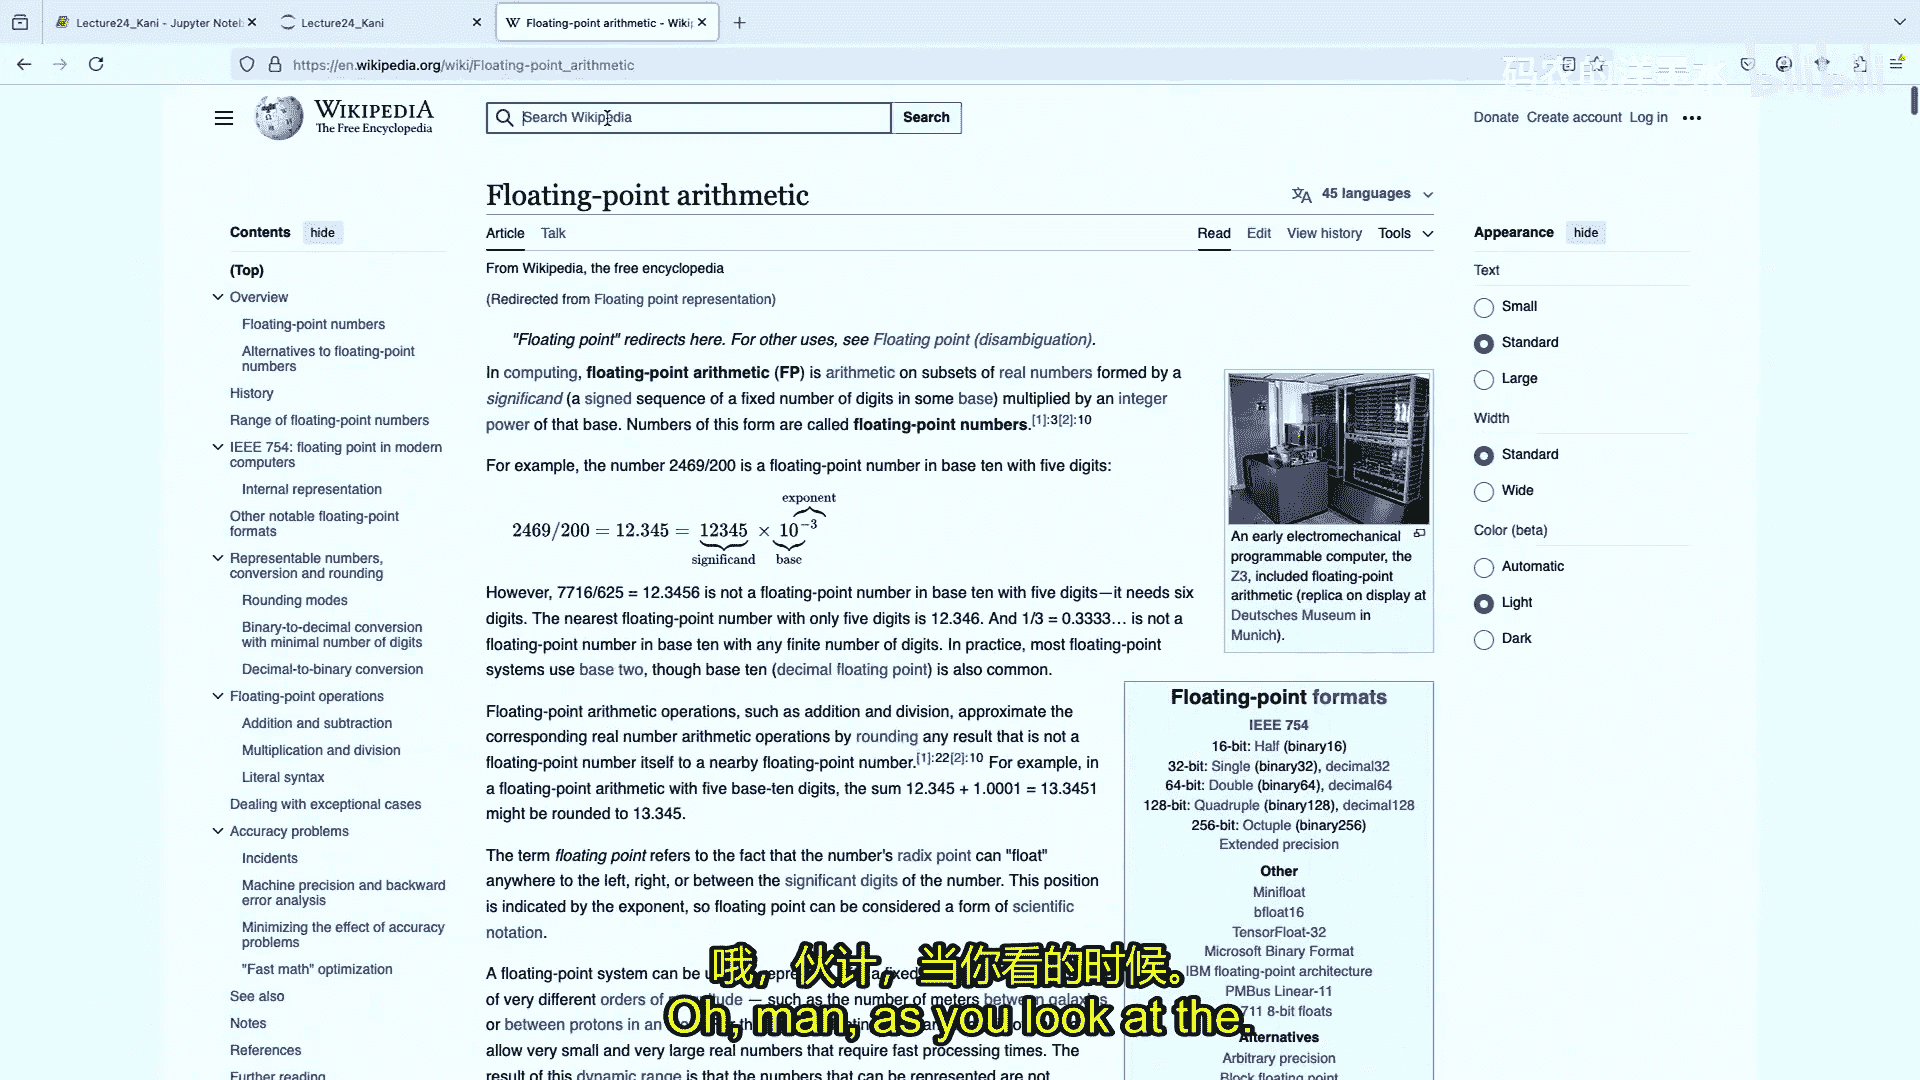 Lecture24_Kani - Jupyter Noteb
Lecture24_Kani
Floating-point arithmetic - Wiki
https://en.wikipedia.org/wiki/Floating-point_arithmetic
码农的洋墨水
bilibili
WIKIPEDIA
The Free Encyclopedia
Search Wikipedia
Search
Donate Create account Log in
Floating-point arithmetic
45 languages
Article Talk
Read Edit View history Tools
From Wikipedia, the free encyclopedia
(Redirected from Floating point representation)
"Floating point" redirects here. For other uses, see Floating point (disambiguation).
Contents hide
(Top)
Overview
Floating-point numbers
Alternatives to floating-point
numbers
History
Range of floating-point numbers
IEEE 754: floating point in modern
computers
Internal representation
Other notable floating-point
formats
Representable numbers,
conversion and rounding
Rounding modes
Binary-to-decimal conversion
with minimal number of digits
Decimal-to-binary conversion
Floating-point operations
Addition and subtraction
Multiplication and division
Literal syntax
Dealing with exceptional cases
Accuracy problems
Incidents
Machine precision and backward
error analysis
Minimizing the effect of accuracy
problems
"Fast math" optimization
See also
Notes
References
Further reading
In computing, floating-point arithmetic (FP) is arithmetic on subsets of real numbers formed by a
significand (a signed sequence of a fixed number of digits in some base) multiplied by an integer
power of that base. Numbers of this form are called floating-point numbers.[1]:3[2]:10
For example, the number 2469/200 is a floating-point number in base ten with five digits:
exponent
2469/200 = 12.345 = 12345 × 10⁻³
significand base
However, 7716/625 = 12.3456 is not a floating-point number in base ten with five digits—it needs six
digits. The nearest floating-point number with only five digits is 12.346. And 1/3 = 0.3333… is not a
floating-point number in base ten with any finite number of digits. In practice, most floating-point
systems use base two, though base ten (decimal floating point) is also common.
Floating-point arithmetic operations, such as addition and division, approximate the
corresponding real number arithmetic operations by rounding any result that is not a
floating-point number itself to a nearby floating-point number.[1]:22[2]:10 For example, in
a floating-point arithmetic with five base-ten digits, the sum 12.345 + 1.0001 = 13.3451
might be rounded to 13.345.
The term floating point refers to the fact that the number's radix point can "float"
anywhere to the left, right, or between the significant digits of the number. This position
is indicated by the exponent, so floating point can be considered a form of scientific
notation.
A floating-point system can be a fixed
of very different orders of — such as the number of meters between galaxies
or between protons in an
allow very small and very large real numbers that require fast processing times. The
result of this dynamic range is that the numbers that can be represented are not
An early electromechanical
programmable computer, the
Z3, included floating-point
arithmetic (replica on display at
Deutsches Museum in
Munich).
Floating-point formats
IEEE 754
16-bit: Half (binary16)
32-bit: Single (binary32), decimal32
64-bit: Double (binary64), decimal64
128-bit: Quadruple (binary128), decimal128
256-bit: Octuple (binary256)
Extended precision
Other
Minifloat
bfloat16
TensorFloat-32
Microsoft Binary Format
IBM floating-point architecture
PMBus Linear-11
711 8-bit floats
Alternatives
Arbitrary precision
Block floating point
Appearance hide
Text
Small
Standard
Large
Width
Standard
Wide
Color (beta)
Automatic
Light
Dark
哦，伙计，当你看的时候。
Oh, man, as you look at the.